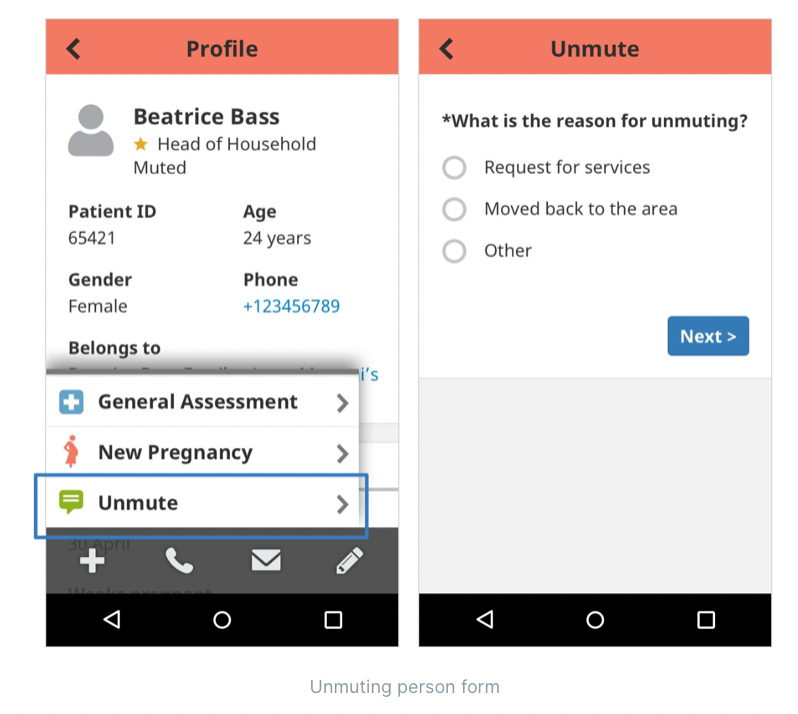 Profile
Beatrice Bass
Head of Household
Muted
Patient ID
Age
65421
24 years
Gender
Phone
Female
+123456789
Belongs to
General Assessment
New Pregnancy
Unmute
30 April
Weeks pregnant
Unmute
*What is the reason for unmuting?
Request for services
Moved back to the area
Other
Next >
Unmuting person form